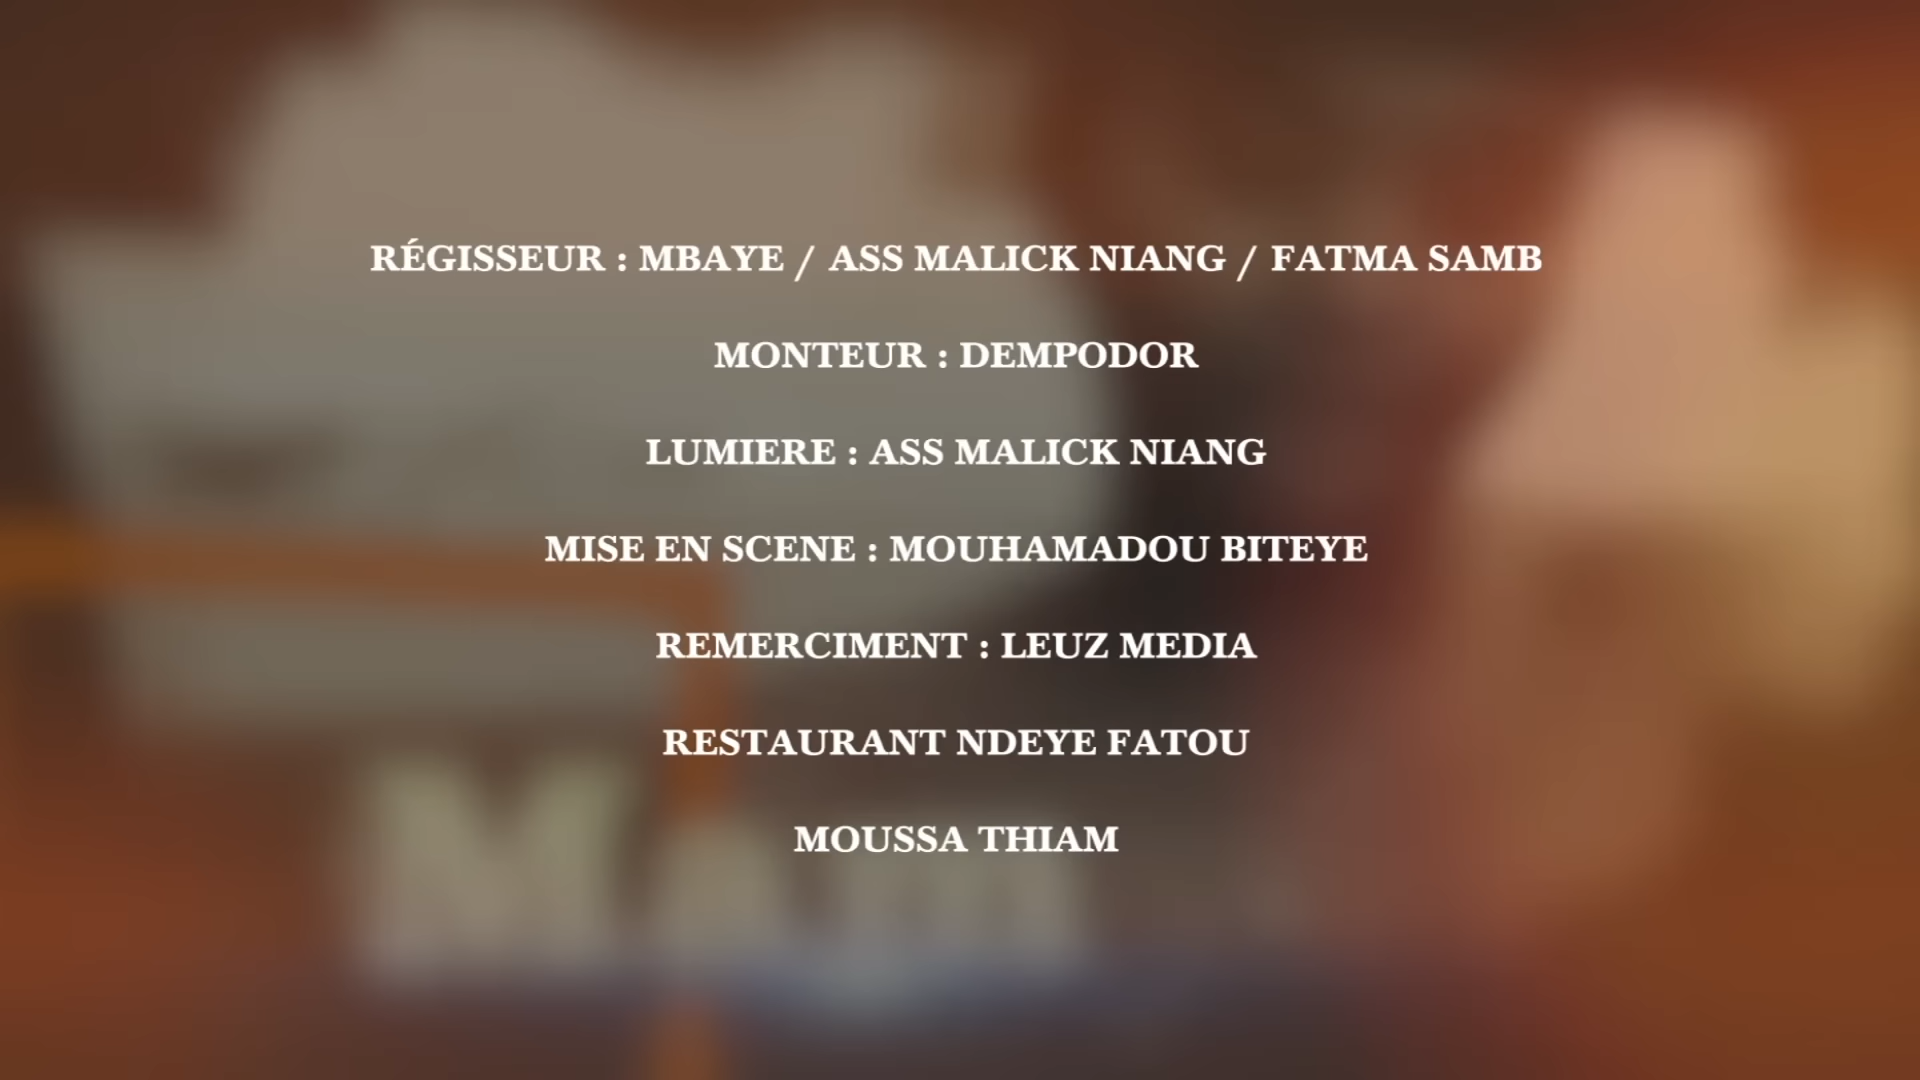 RÉGISSEUR : MBAYE / ASS MALICK NIANG / FATMA SAMB
MONTEUR : DEMPODOR
LUMIERE : ASS MALICK NIANG
MISE EN SCENE : MOUHAMADOU BITEYE
REMERCIMENT : LEUZ MEDIA
RESTAURANT NDEYE FATOU
MOUSSA THIAM